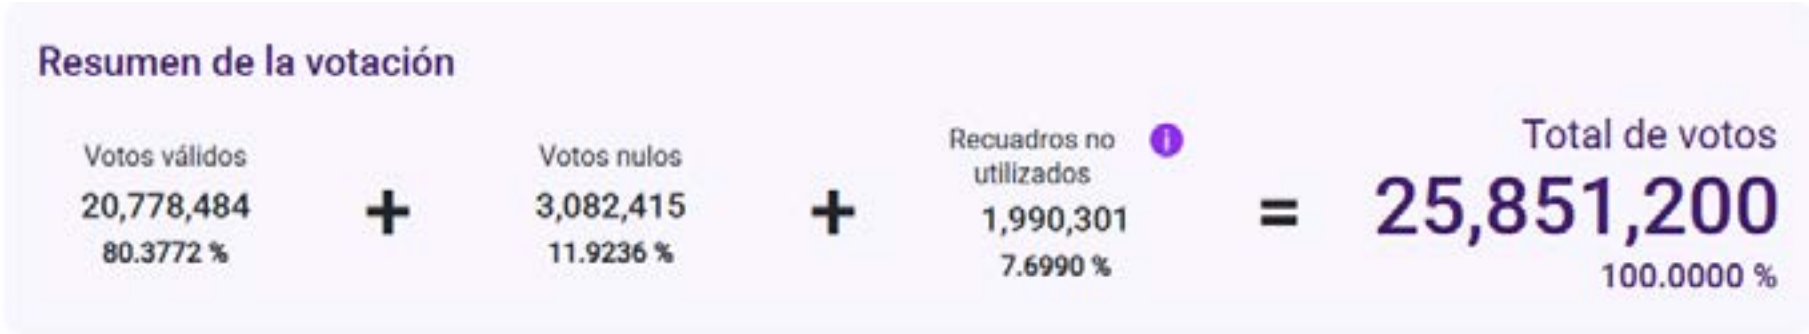 Resumen de la votación
Votos válidos
20,778,484
80.3772 %
+
Votos nulos
3,082,415
11.9236 %
+
Recuadros no
utilizados
1,990,301
7.6990 %
=
Total de votos
25,851,200
100.0000 %